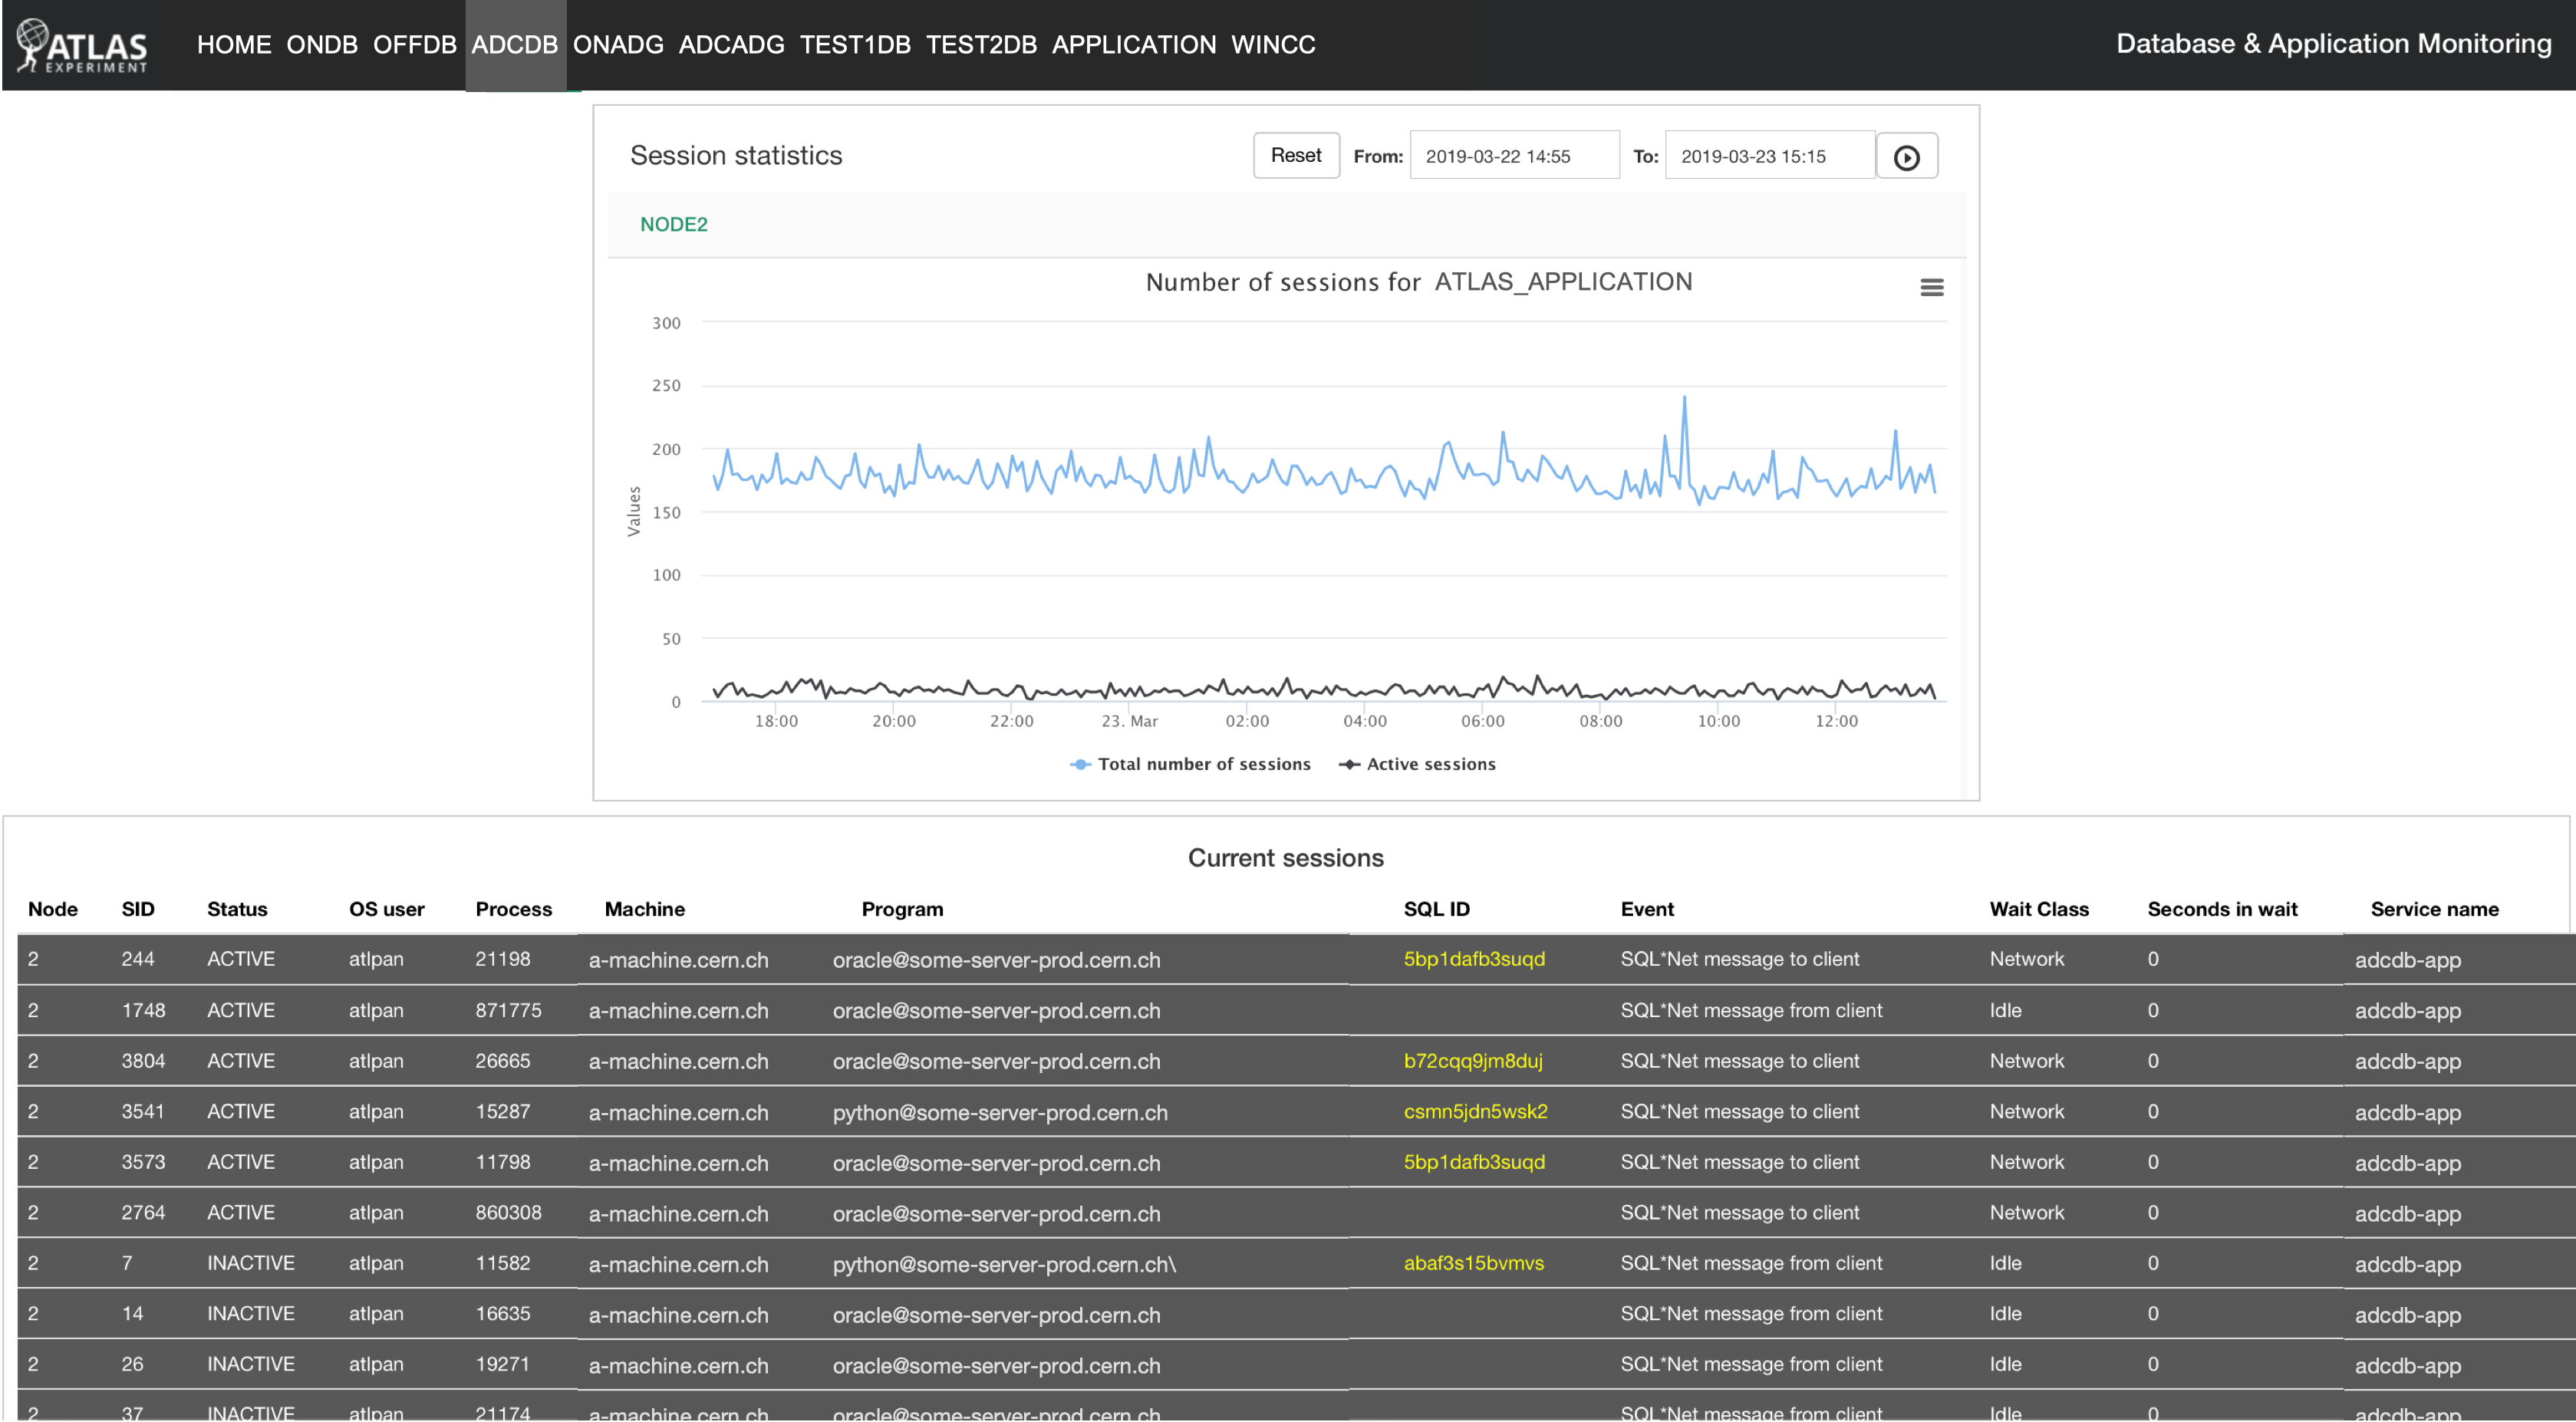 ATLAS
EXPERIMENT
HOME ONDB OFFDB ADCDB ONADG ADCADG TEST1DB TEST2DB APPLICATION WINCC
Database & Application Monitoring
Session statistics
Reset From: 2019-03-22 14:55 To: 2019-03-23 15:15
NODE2
Number of sessions for ATLAS_APPLICATION
300
250
200
150
100
50
0
Values
18:00 20:00 22:00 23. Mar 02:00 04:00 06:00 08:00 10:00 12:00
Total number of sessions Active sessions
Current sessions
Node SID Status OS user Process Machine Program SQL ID Event Wait Class Seconds in wait Service name
2 244 ACTIVE atlpan 21198 a-machine.cern.ch oracle@some-server-prod.cern.ch 5bp1dafb3suqd SQL*Net message to client Network 0 adcdb-app
2 1748 ACTIVE atlpan 871775 a-machine.cern.ch oracle@some-server-prod.cern.ch SQL*Net message from client Idle 0 adcdb-app
2 3804 ACTIVE atlpan 26665 a-machine.cern.ch oracle@some-server-prod.cern.ch b72cqq9jm8duj SQL*Net message to client Network 0 adcdb-app
2 3541 ACTIVE atlpan 15287 a-machine.cern.ch python@some-server-prod.cern.ch csmn5jdn5wsk2 SQL*Net message to client Network 0 adcdb-app
2 3573 ACTIVE atlpan 11798 a-machine.cern.ch oracle@some-server-prod.cern.ch 5bp1dafb3suqd SQL*Net message to client Network 0 adcdb-app
2 2764 ACTIVE atlpan 860308 a-machine.cern.ch oracle@some-server-prod.cern.ch SQL*Net message to client Network 0 adcdb-app
2 7 INACTIVE atlpan 11582 a-machine.cern.ch python@some-server-prod.cern.ch\ abaf3s15bvmvs SQL*Net message from client Idle 0 adcdb-app
2 14 INACTIVE atlpan 16635 a-machine.cern.ch oracle@some-server-prod.cern.ch SQL*Net message from client Idle 0 adcdb-app
2 26 INACTIVE atlpan 19271 a-machine.cern.ch oracle@some-server-prod.cern.ch SQL*Net message from client Idle 0 adcdb-app
2 37 INACTIVE atlpan 21174 a-machine.cern.ch oracle@some-server-prod.cern.ch SQL*Net message from client Idle 0 adcdb-app